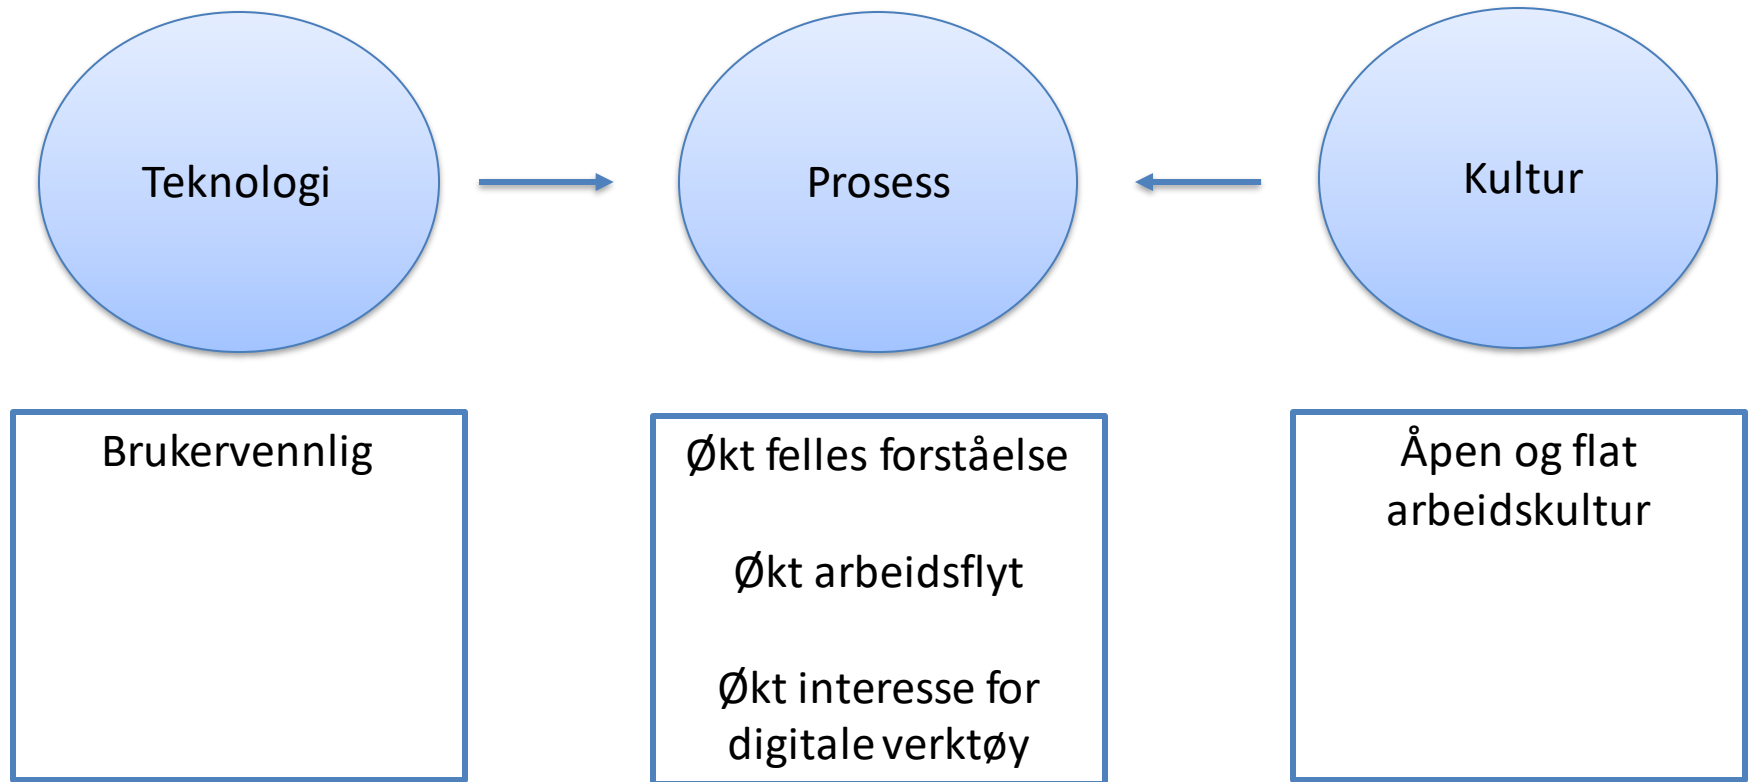 Teknologi
Prosess
Kultur
Brukervennlig
Økt felles forståelse
Økt arbeidsflyt
Økt interesse for
digitale verktøy
Åpen og flat
arbeidskultur